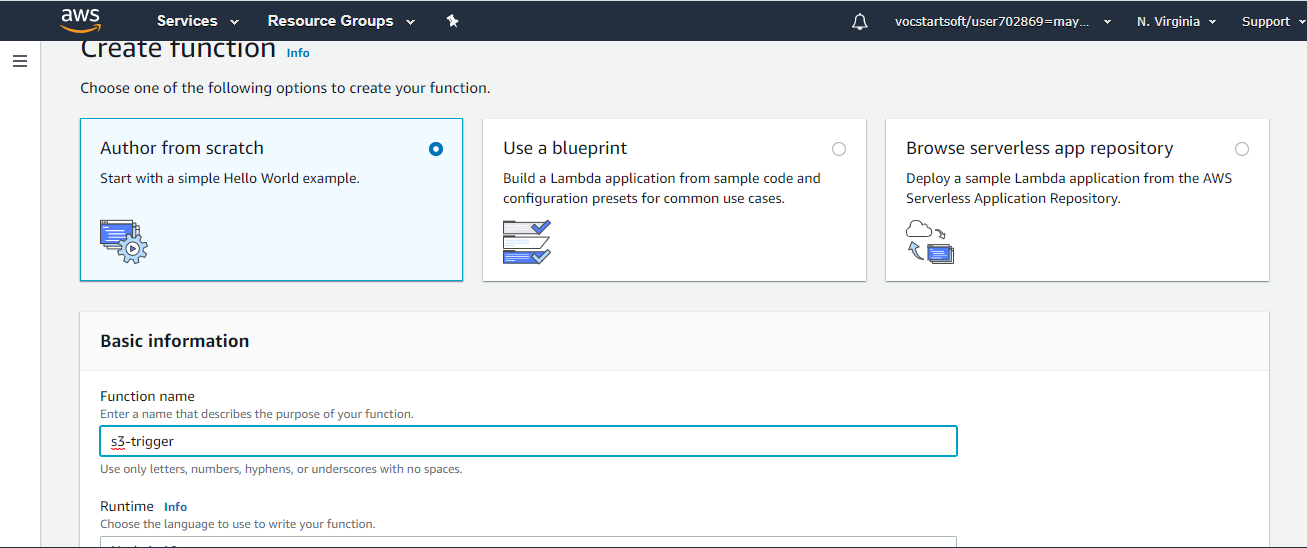 aws Services Resource Groups vocstartsoft/user702869=may... N. Virginia Support
Create function Info
Choose one of the following options to create your function.
Author from scratch
Start with a simple Hello World example.
Use a blueprint
Build a Lambda application from sample code and
configuration presets for common use cases.
Browse serverless app repository
Deploy a sample Lambda application from the AWS
Serverless Application Repository.
Basic information
Function name
Enter a name that describes the purpose of your function.
s3-trigger
Use only letters, numbers, hyphens, or underscores with no spaces.
Runtime Info
Choose the language to use to write your function.